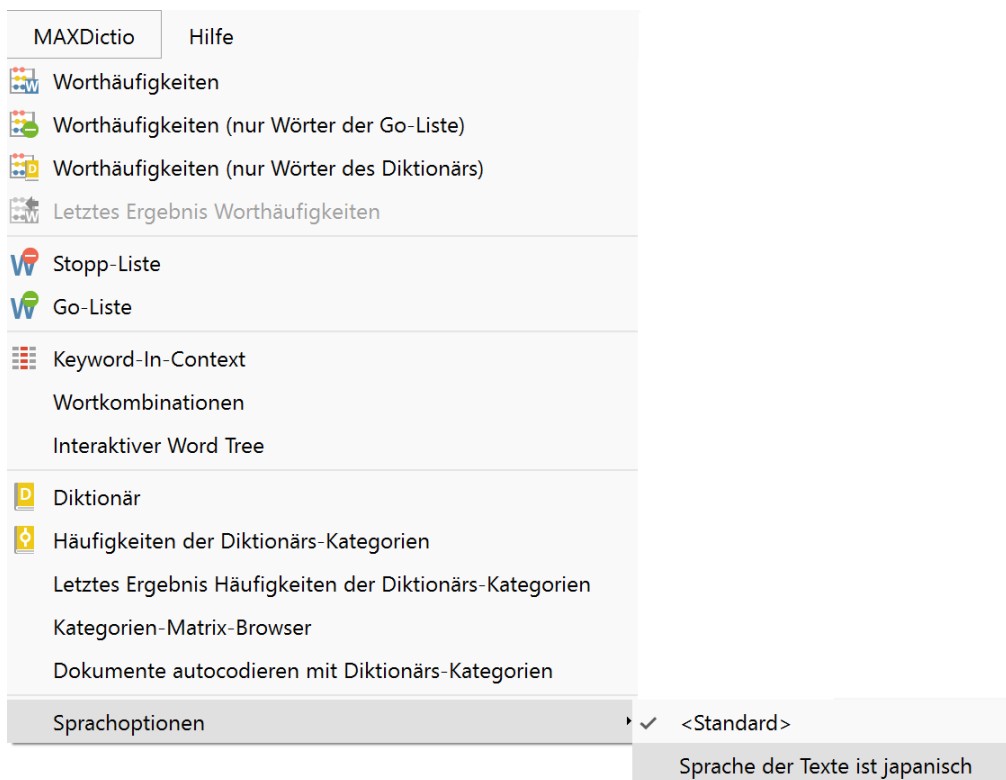 MAXDictio Hilfe
Worthäufigkeiten
Worthäufigkeiten (nur Wörter der Go-Liste)
Worthäufigkeiten (nur Wörter des Diktionärs)
Letztes Ergebnis Worthäufigkeiten
Stopp-Liste
Go-Liste
Keyword-In-Context
Wortkombinationen
Interaktiver Word Tree
Diktionär
Häufigkeiten der Diktionärs-Kategorien
Letztes Ergebnis Häufigkeiten der Diktionärs-Kategorien
Kategorien-Matrix-Browser
Dokumente autocodieren mit Diktionärs-Kategorien
Sprachoptionen
<Standard>
Sprache der Texte ist japanisch